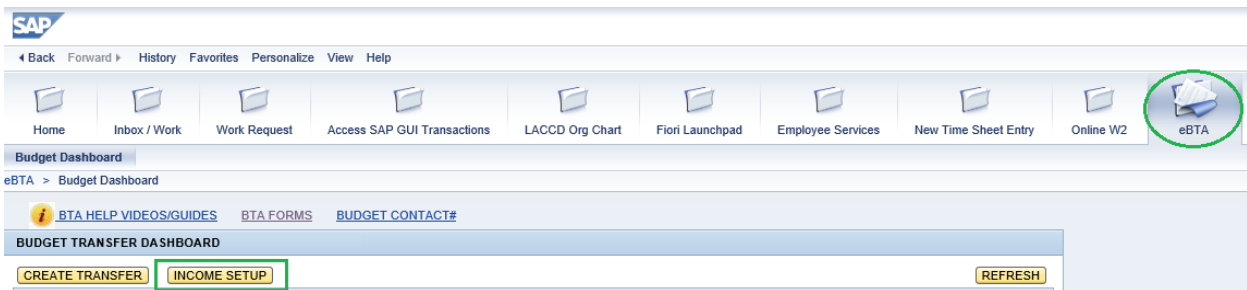 SAP
Back Forward History Favorites Personalize View Help
Home Inbox / Work Work Request Access SAP GUI Transactions LACCD Org Chart Fiori Launchpad Employee Services New Time Sheet Entry Online W2 eBTA
Budget Dashboard
eBTA > Budget Dashboard
i BTA HELP VIDEOS/GUIDES BTA FORMS BUDGET CONTACT#
BUDGET TRANSFER DASHBOARD
CREATE TRANSFER INCOME SETUP REFRESH